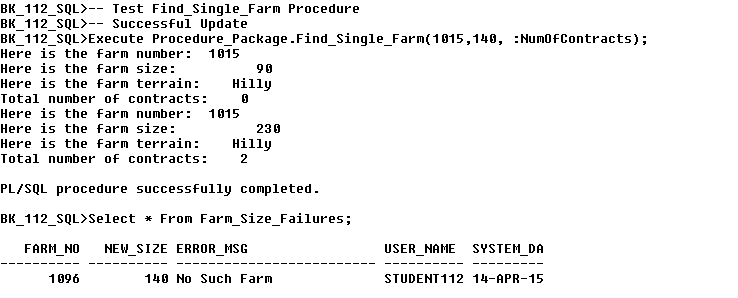 BK_112_SQL>-- Test Find_Single_Farm Procedure
BK_112_SQL>-- Successful Update
BK_112_SQL>Execute Procedure_Package.Find_Single_Farm(1015,140, :NumOfContracts);
Here is the farm number:  1015
Here is the farm size:          90
Here is the farm terrain:    Hilly
Total number of contracts:    0
Here is the farm number:  1015
Here is the farm size:          230
Here is the farm terrain:    Hilly
Total number of contracts:    2
PL/SQL procedure successfully completed.
BK_112_SQL>Select * From Farm_Size_Failures;
   FARM_NO   NEW_SIZE ERROR_MSG                 USER_NAME  SYSTEM_DA
---------- ---------- ------------------------- ---------- ---------
      1096        140 No Such Farm              STUDENT112 14-APR-15